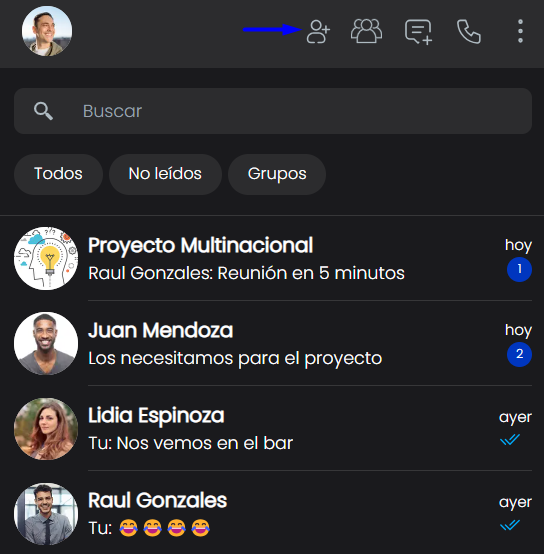 Buscar
Todos
No leídos
Grupos
Proyecto Multinacional
hoy
Raul Gonzales: Reunión en 5 minutos
1
Juan Mendoza
hoy
Los necesitamos para el proyecto
2
Lidia Espinoza
ayer
Tu: Nos vemos en el bar
Raul Gonzales
ayer
Tu: 😂😂😂😂